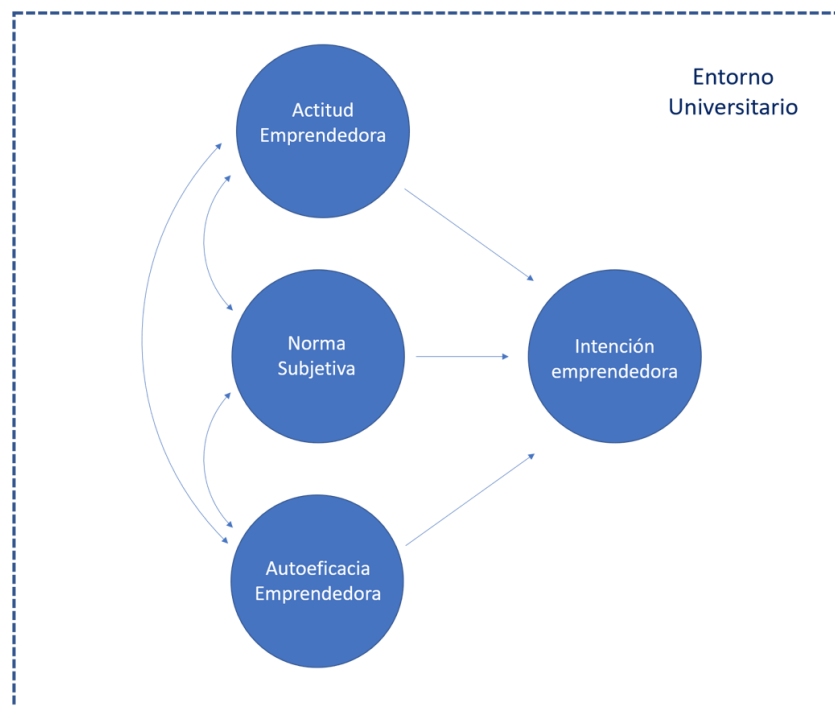 Entorno
Universitario
Actitud
Emprendedora
Norma
Subjetiva
Intención
emprendedora
Autoeficacia
Emprendedora